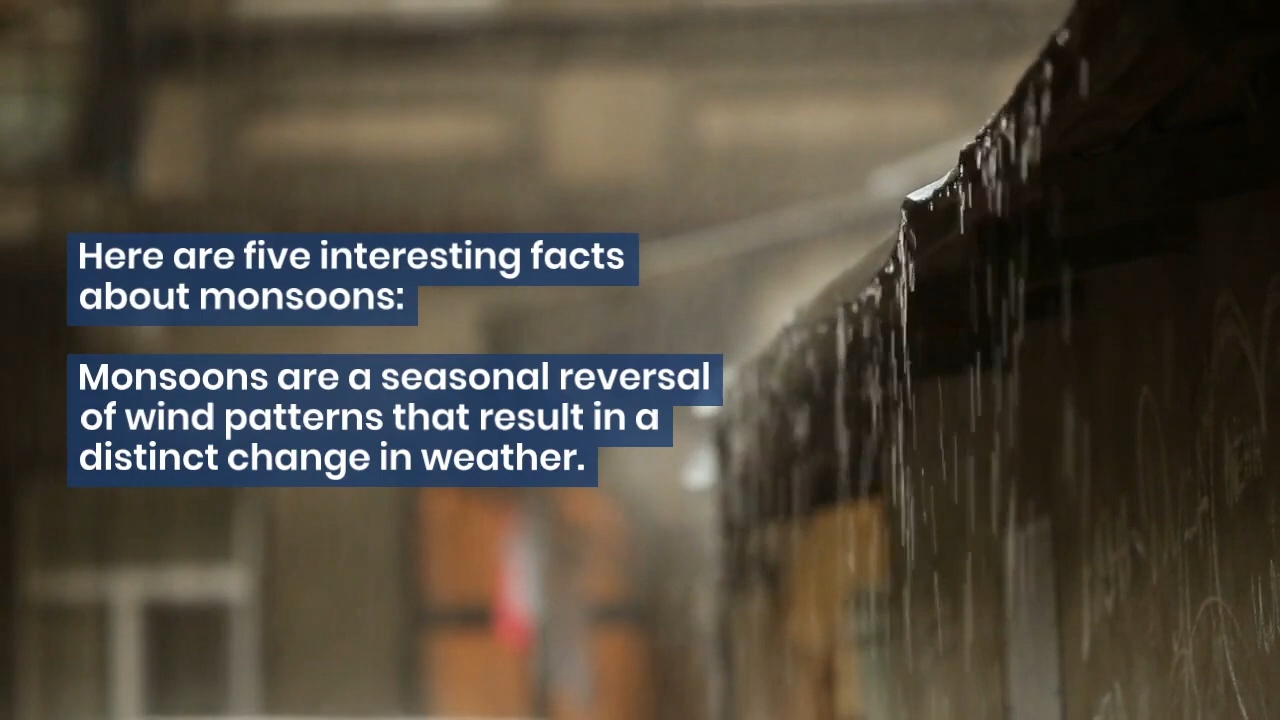 Here are five interesting facts
about monsoons:
Monsoons are a seasonal reversal
of wind patterns that result in a
distinct change in weather.